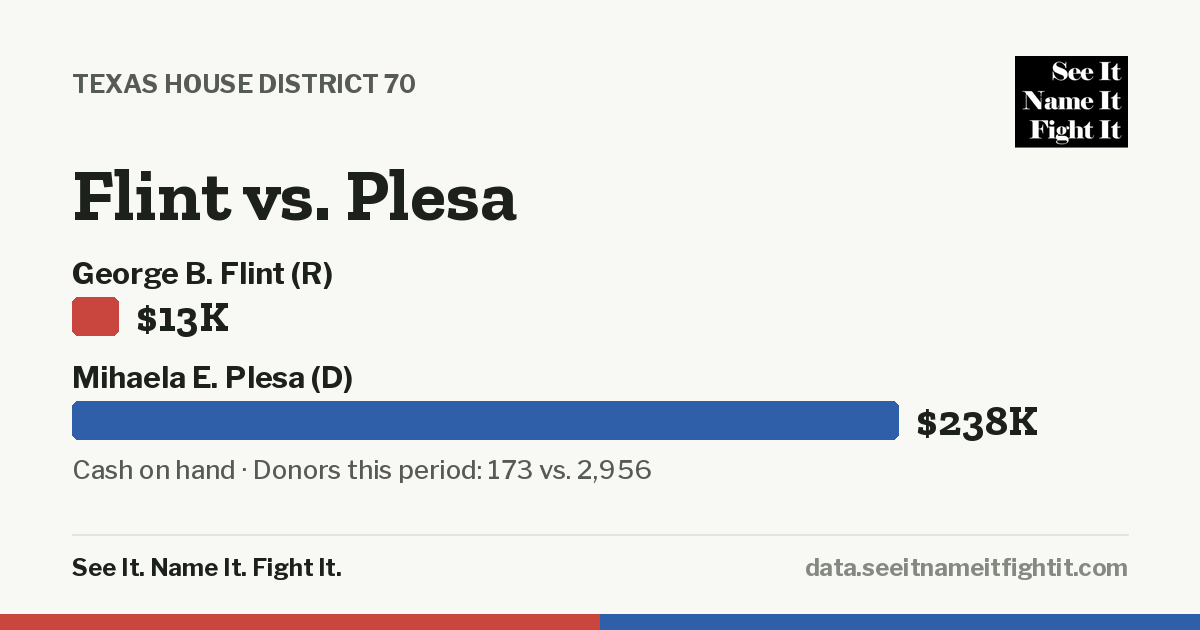 TEXAS HOUSE DISTRICT 70
See It
Name It
Fight It
Flint vs. Plesa
George B. Flint (R)
$13K
Mihaela E. Plesa (D)
$238K
Cash on hand · Donors this period: 173 vs. 2,956
See It. Name It. Fight It.
data.seeitnameitfightit.com